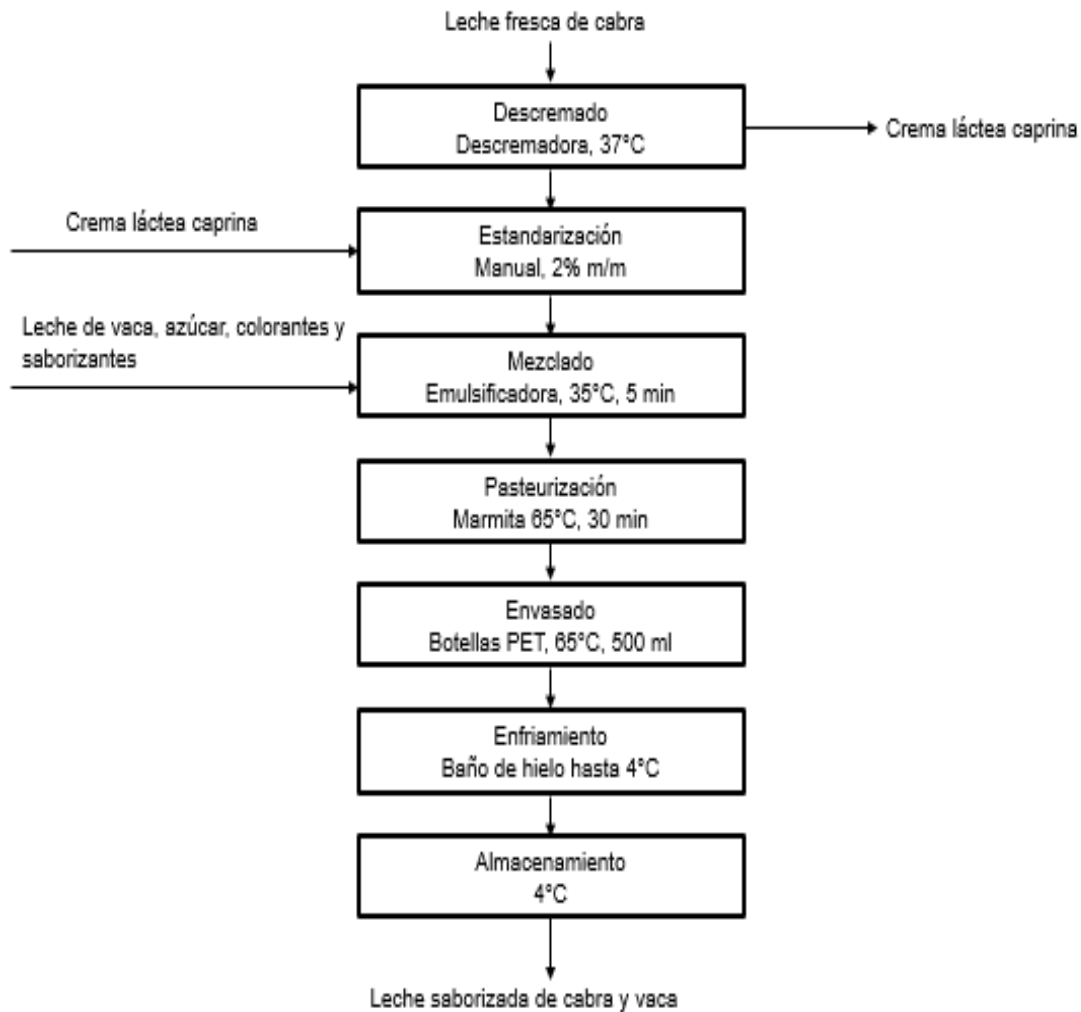 Leche fresca de cabra
Descremado
Descremadora, 37°C
Crema láctea caprina
Crema láctea caprina
Estandarización
Manual, 2% m/m
Leche de vaca, azúcar, colorantes y
saborizantes
Mezclado
Emulsificadora, 35°C, 5 min
Pasteurización
Marmita 65°C, 30 min
Envasado
Botellas PET, 65°C, 500 ml
Enfriamiento
Baño de hielo hasta 4°C
Almacenamiento
4°C
Leche saborizada de cabra y vaca